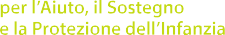 per l'Aiuto, il Sostegno
e la Protezione dell'Infanzia